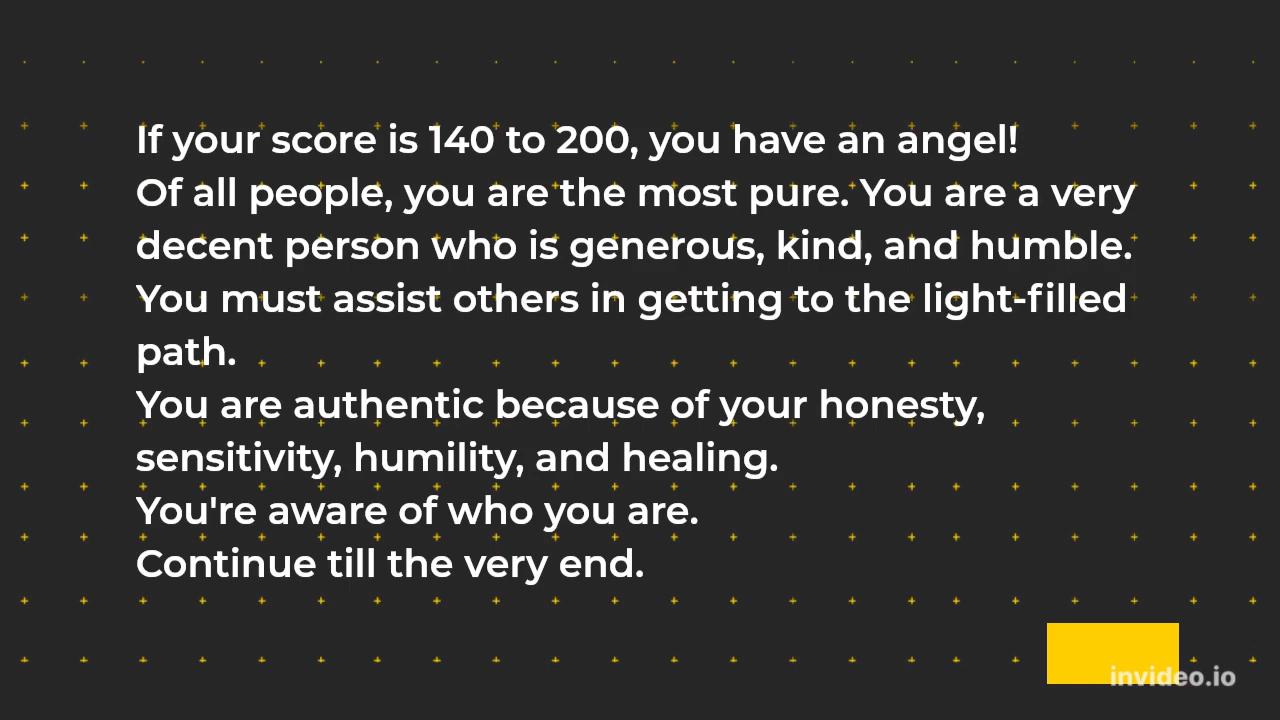 If your score is 140 to 200, you have an angel!
Of all people, you are the most pure. You are a very
decent person who is generous, kind, and humble.
You must assist others in getting to the light-filled
path.
You are authentic because of your honesty,
sensitivity, humility, and healing.
You're aware of who you are.
Continue till the very end.
invideo.io